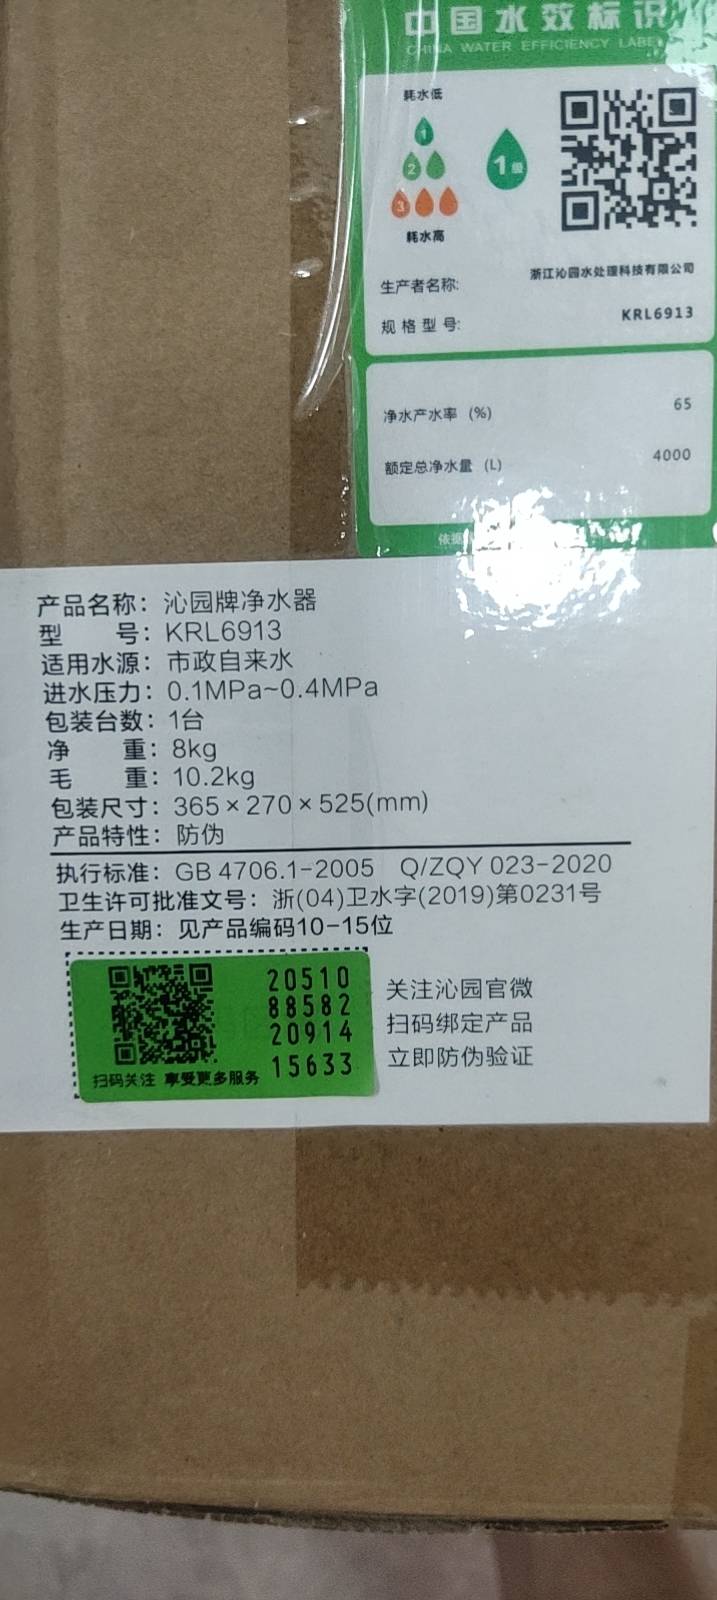 中国水效标识
CHINA WATER EFFICIENCY LABEL
耗水低
1
2
3
耗水高
1级
生产者名称: 浙江沁园水处理科技有限公司
规格型号: KRL6913
净水产水率 (%) 65
额定总净水量 (L) 4000
依据
产品名称：沁园牌净水器
型 号：KRL6913
适用水源：市政自来水
进水压力：0.1MPa~0.4MPa
包装台数：1台
净 重：8kg
毛 重：10.2kg
包装尺寸：365×270×525(mm)
产品特性：防伪
执行标准：GB 4706.1-2005 Q/ZQY 023-2020
卫生许可批准文号：浙(04)卫水字(2019)第0231号
生产日期：见产品编码10-15位
20510
88582
20914
15633
扫码关注 享受更多服务
关注沁园官微
扫码绑定产品
立即防伪验证